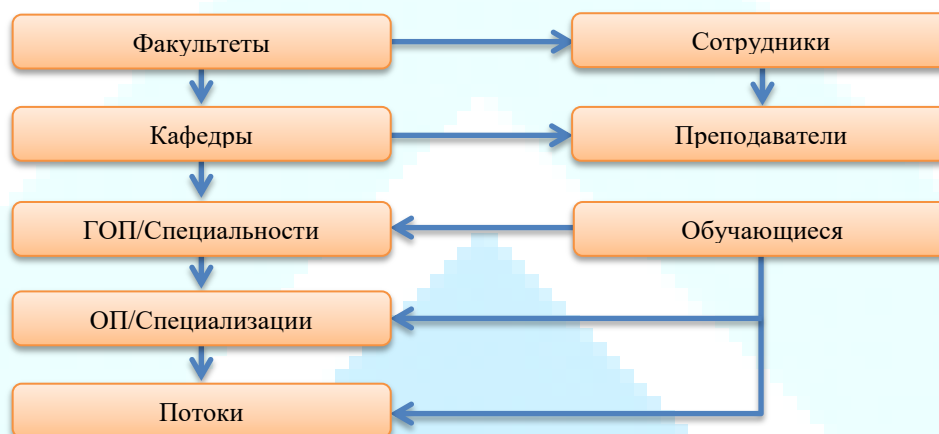 Факультеты
Сотрудники
Кафедры
Преподаватели
ГОП/Специальности
Обучающиеся
ОП/Специализации
Потоки